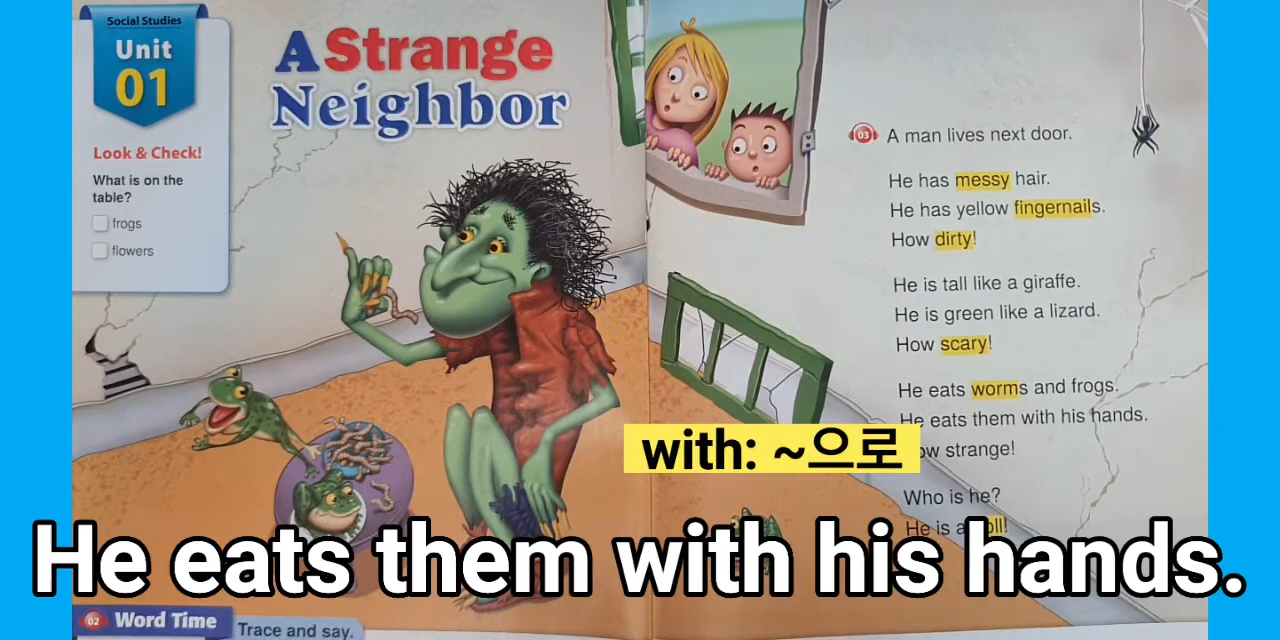 Social Studies
Unit
01
A Strange
Neighbor
Look & Check!
What is on the
table?
frogs
flowers
03 A man lives next door.
He has messy hair.
He has yellow fingernails.
How dirty!
He is tall like a giraffe.
He is green like a lizard.
How scary!
He eats worms and frogs.
He eats them with his hands.
ow strange!
Who is he?
He is a oll!
with: ~으로
He eats them with his hands.
02 Word Time
Trace and say.